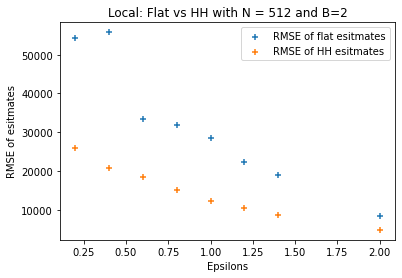 Local: Flat vs HH with N = 512 and B=2
RMSE of flat esitmates
RMSE of HH esitmates
RMSE of esitmates
50000
40000
30000
20000
10000
0.25 0.50 0.75 1.00 1.25 1.50 1.75 2.00
Epsilons